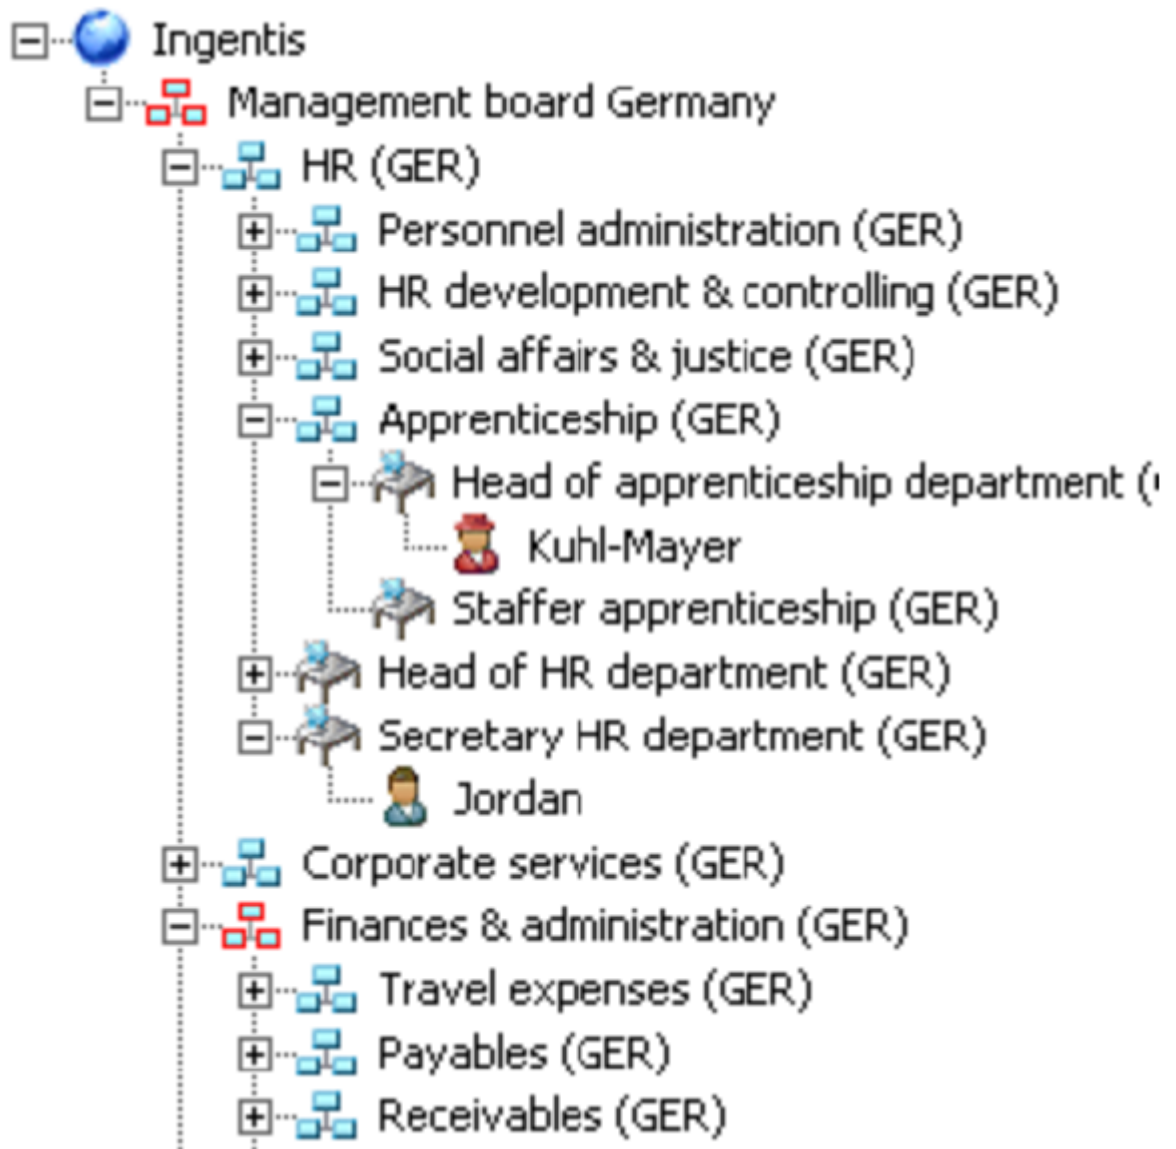 Ingentis
Management board Germany
HR (GER)
Personnel administration (GER)
HR development & controlling (GER)
Social affairs & justice (GER)
Apprenticeship (GER)
Head of apprenticeship department (
Kuhl-Mayer
Staffer apprenticeship (GER)
Head of HR department (GER)
Secretary HR department (GER)
Jordan
Corporate services (GER)
Finances & administration (GER)
Travel expenses (GER)
Payables (GER)
Receivables (GER)